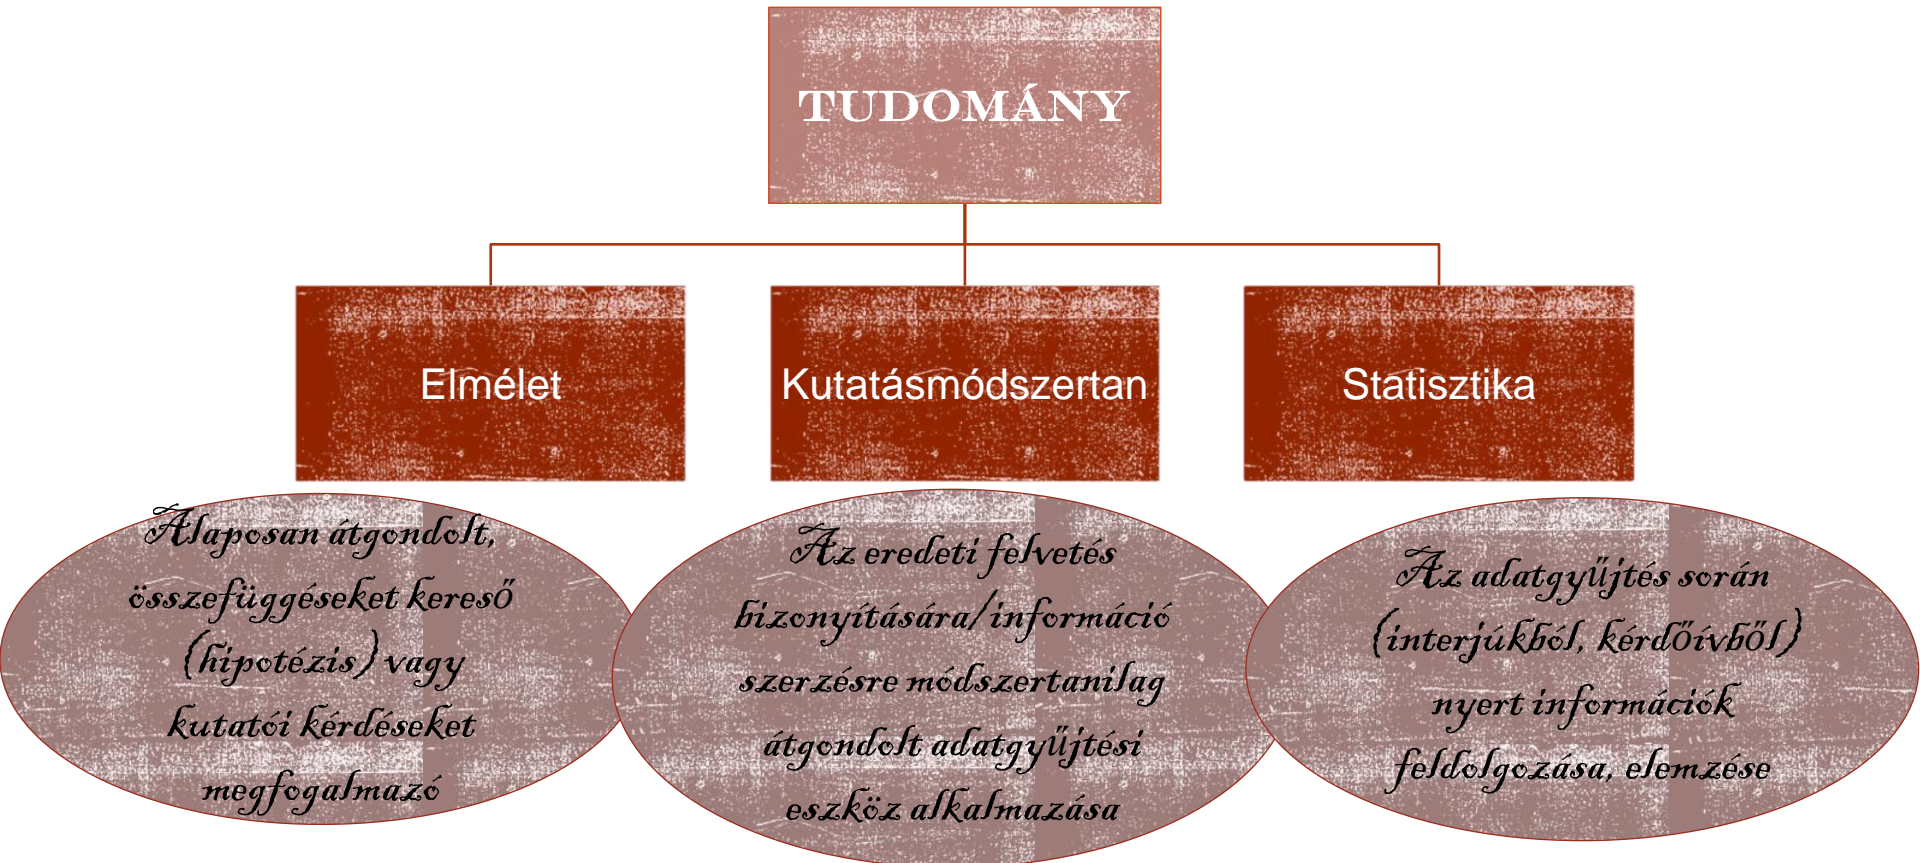 TUDOMÁNY
Elmélet
Kutatásmódszertan
Statisztika
Alaposan átgondolt,
összefüggéseket kereső
(hipotézis) vagy
kutatói kérdéseket
megfogalmazó
Az eredeti felvetés
bizonyítására/információ
szerzésre módszertanilag
átgondolt adatgyűjtési
eszköz alkalmazása
Az adatgyűjtés során
(interjúkból, kérdőívből)
nyert információk
feldolgozása, elemzése